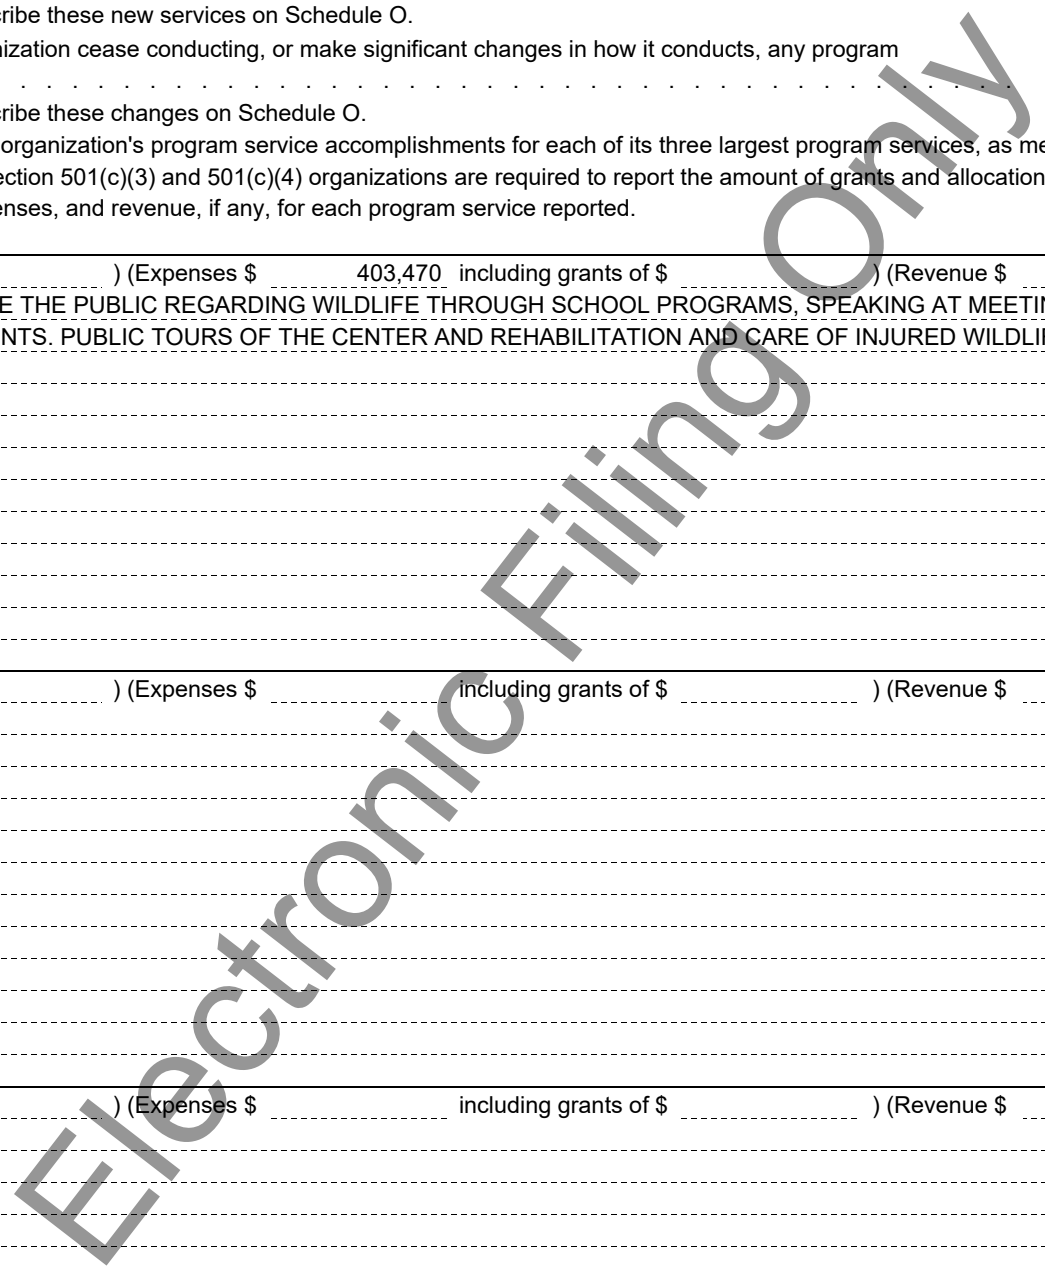 ribe these new services on Schedule O.
nization cease conducting, or make significant changes in how it conducts, any program
. . . . . . . . . . . . . . . . . . . . . . . . . . . . . . . . . . . . . . . .
ribe these changes on Schedule O.
organization's program service accomplishments for each of its three largest program services, as me
ection 501(c)(3) and 501(c)(4) organizations are required to report the amount of grants and allocation
enses, and revenue, if any, for each program service reported.
) (Expenses $ 403,470 including grants of $ ) (Revenue $
E THE PUBLIC REGARDING WILDLIFE THROUGH SCHOOL PROGRAMS, SPEAKING AT MEETIN
NTS. PUBLIC TOURS OF THE CENTER AND REHABILITATION AND CARE OF INJURED WILDLIF
) (Expenses $ including grants of $ ) (Revenue $
) (Expenses $ including grants of $ ) (Revenue $
Electronic Filing Only